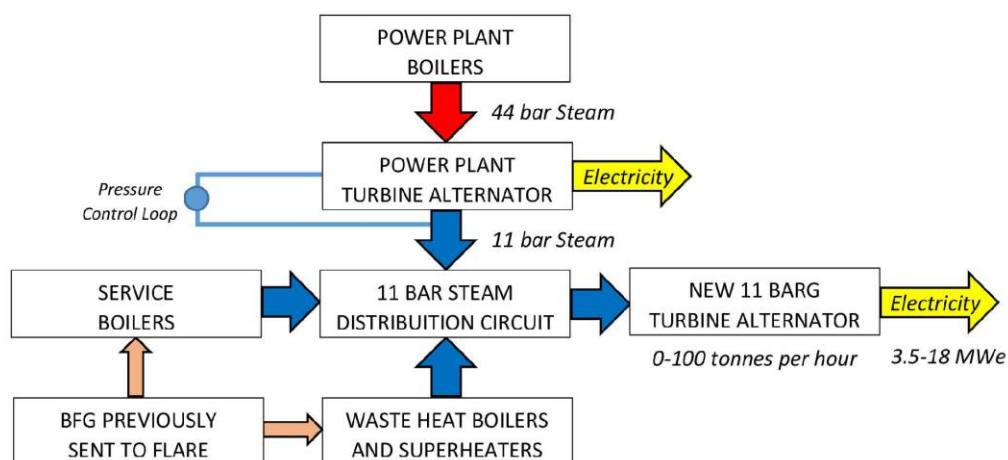 POWER PLANT
BOILERS
44 bar Steam
POWER PLANT
TURBINE ALTERNATOR
Electricity
Pressure
Control Loop
11 bar Steam
SERVICE
BOILERS
11 BAR STEAM
DISTRIBUITION CIRCUIT
NEW 11 BARG
TURBINE ALTERNATOR
Electricity
0-100 tonnes per hour
3.5-18 MWe
BFG PREVIOUSLY
SENT TO FLARE
WASTE HEAT BOILERS
AND SUPERHEATERS